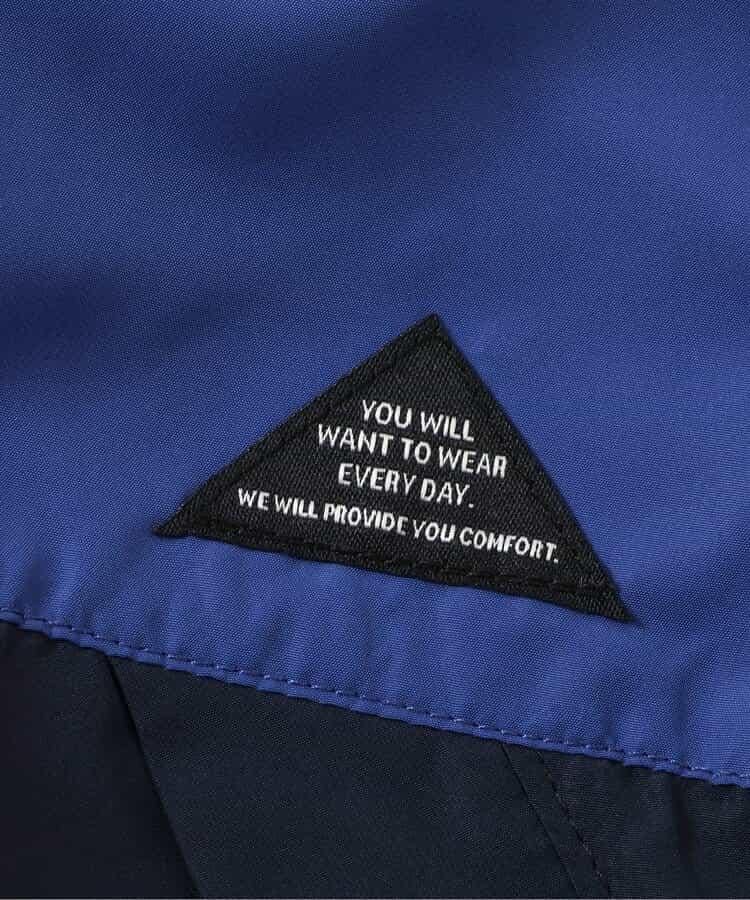 YOU WILL
WANT TO WEAR
EVERY DAY.
WE WILL PROVIDE YOU COMFORT.